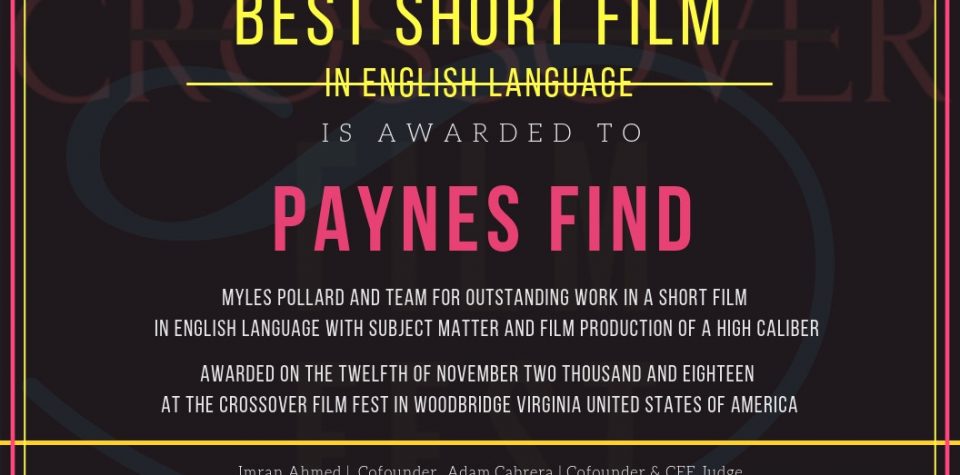 CROSSOVER
BEST SHORT FILM
IN ENGLISH LANGUAGE
IS AWARDED TO
FILM
PAYNES FIND
MYLES POLLARD AND TEAM FOR OUTSTANDING WORK IN A SHORT FILM
IN ENGLISH LANGUAGE WITH SUBJECT MATTER AND FILM PRODUCTION OF A HIGH CALIBER
FEST
AWARDED ON THE TWELFTH OF NOVEMBER TWO THOUSAND AND EIGHTEEN
AT THE CROSSOVER FILM FEST IN WOODBRIDGE VIRGINIA UNITED STATES OF AMERICA
Imran Ahmed | Cofounder Adam Cabrera | Cofounder & CFF Judge